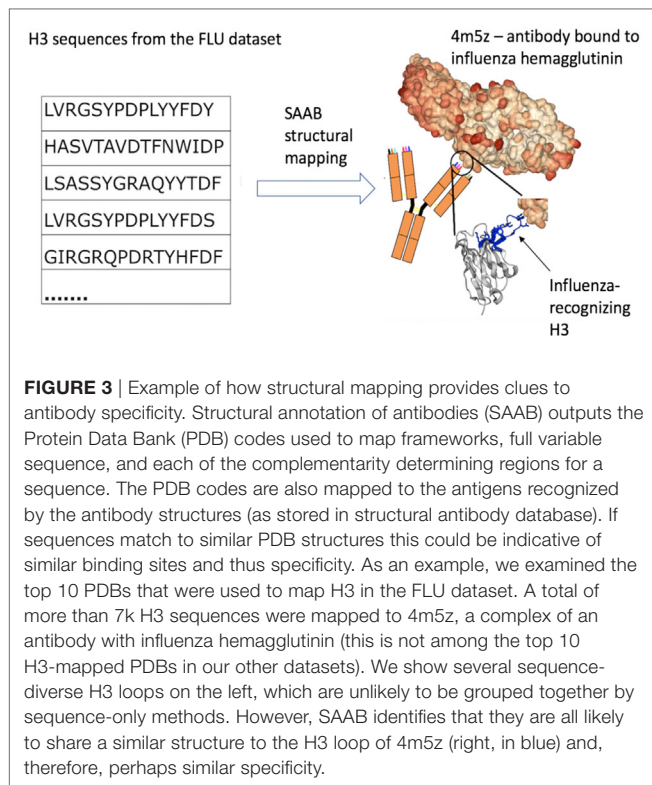 H3 sequences from the FLU dataset
4m5z – antibody bound to
influenza hemagglutinin
LVRGSYPDPLYYFDY
HASVTAVDTFNWIDP
LSASSYGRAQYYTDF
LVRGSYPDPLYYFDS
GIRGRQPDRTYHFDF
.......
SAAB
structural
mapping
Influenza-
recognizing
H3
FIGURE 3 | Example of how structural mapping provides clues to
antibody specificity. Structural annotation of antibodies (SAAB) outputs the
Protein Data Bank (PDB) codes used to map frameworks, full variable
sequence, and each of the complementarity determining regions for a
sequence. The PDB codes are also mapped to the antigens recognized
by the antibody structures (as stored in structural antibody database). If
sequences match to similar PDB structures this could be indicative of
similar binding sites and thus specificity. As an example, we examined the
top 10 PDBs that were used to map H3 in the FLU dataset. A total of
more than 7k H3 sequences were mapped to 4m5z, a complex of an
antibody with influenza hemagglutinin (this is not among the top 10
H3-mapped PDBs in our other datasets). We show several sequence-
diverse H3 loops on the left, which are unlikely to be grouped together by
sequence-only methods. However, SAAB identifies that they are all likely
to share a similar structure to the H3 loop of 4m5z (right, in blue) and,
therefore, perhaps similar specificity.